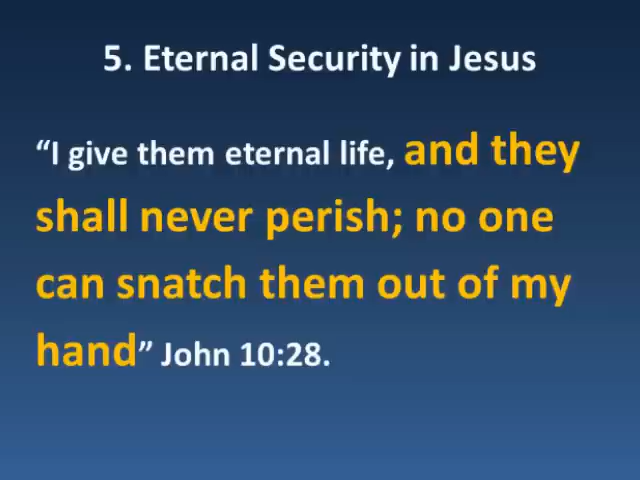 5. Eternal Security in Jesus
“I give them eternal life, and they
shall never perish; no one
can snatch them out of my
hand” John 10:28.